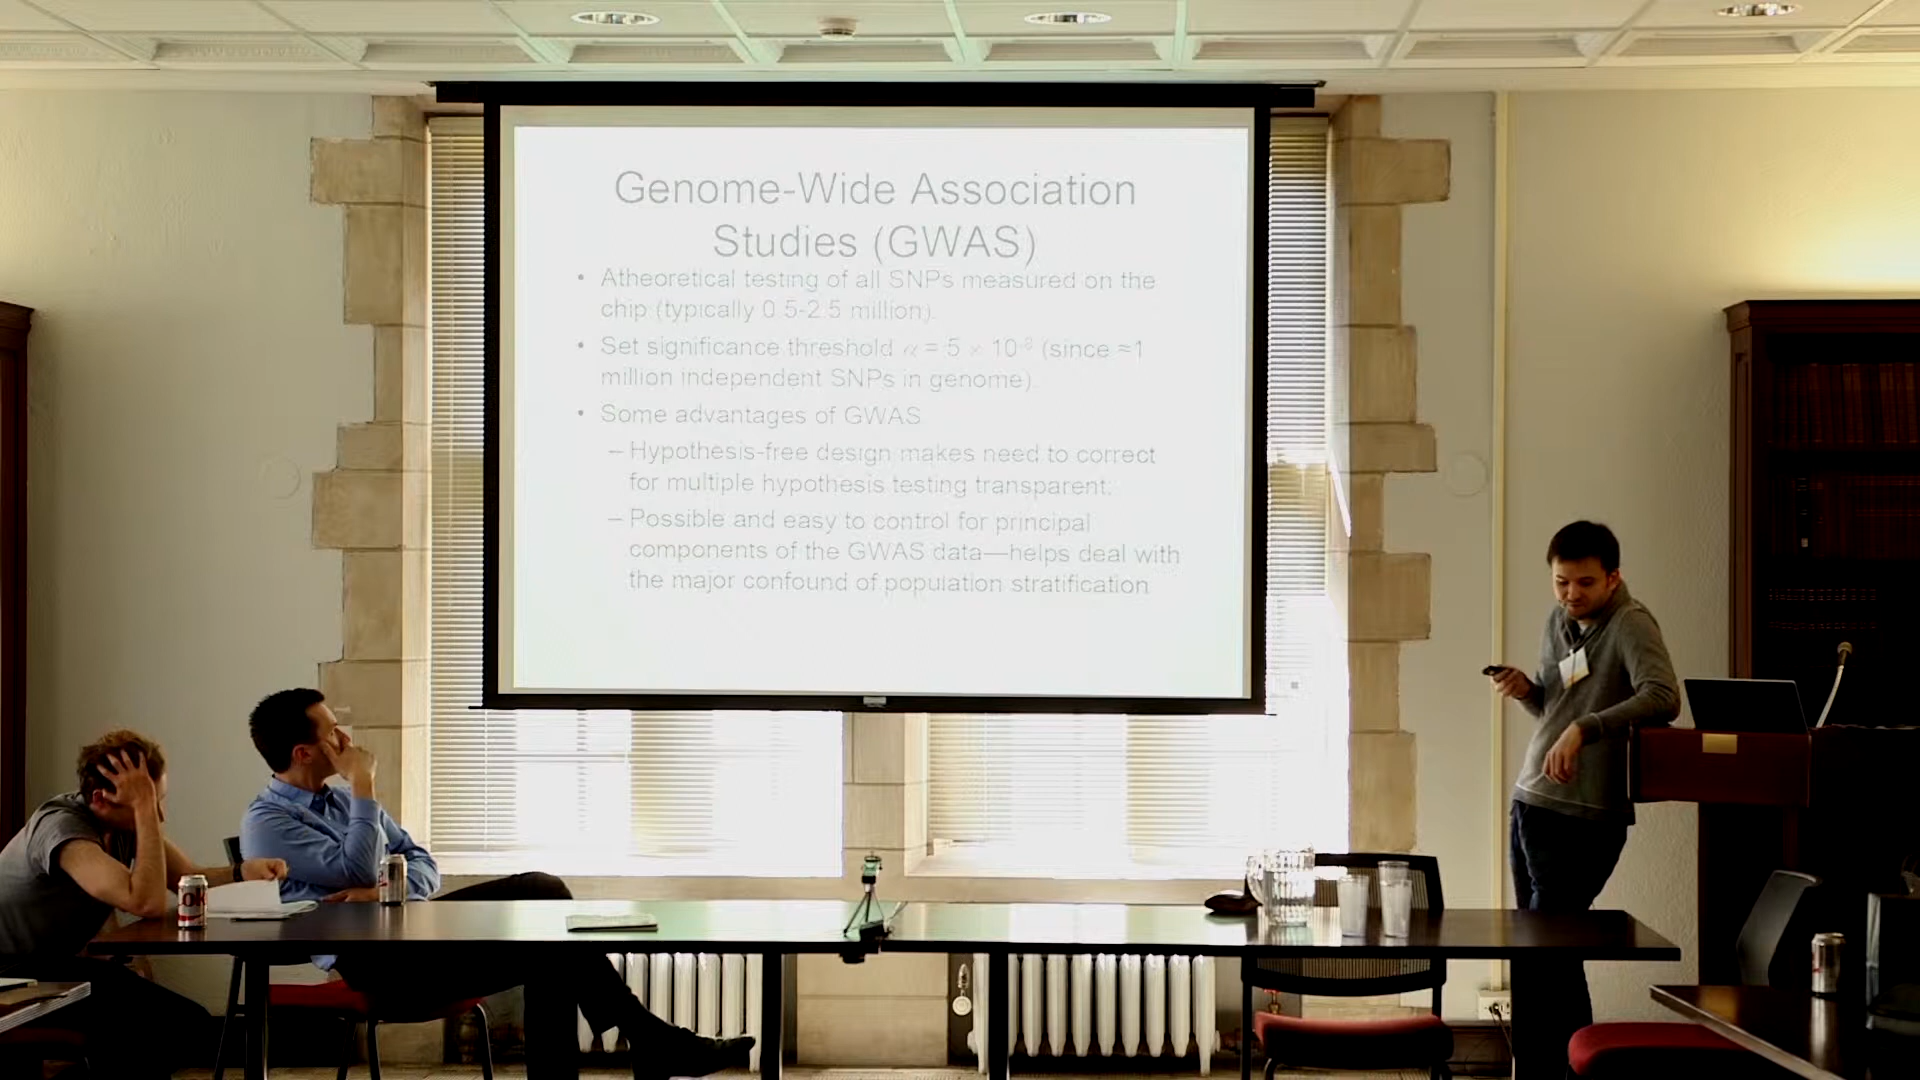 Genome-Wide Association
Studies (GWAS)
• Atheoretical testing of all SNPs measured on the
chip (typically 0.5-2.5 million).
• Set significance threshold α = 5 × 10⁻⁸ (since ≈1
million independent SNPs in genome).
• Some advantages of GWAS
– Hypothesis-free design makes need to correct
for multiple hypothesis testing transparent.
– Possible and easy to control for principal
components of the GWAS data—helps deal with
the major confound of population stratification